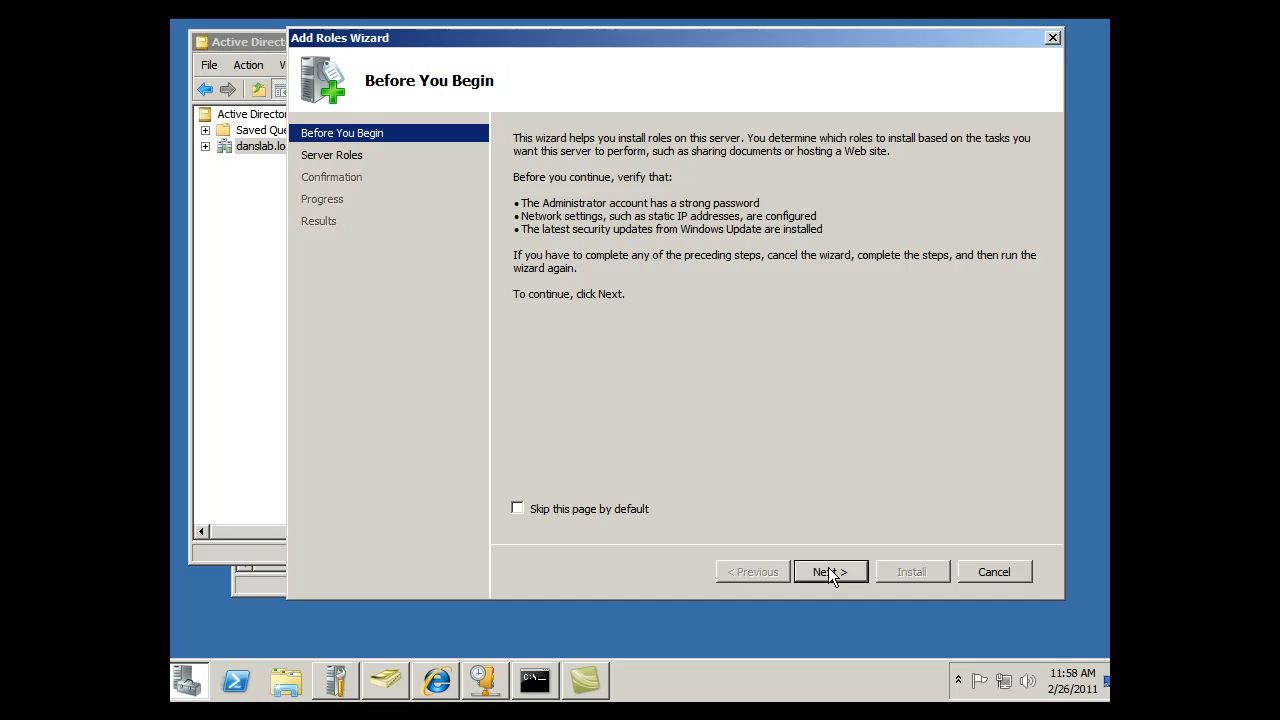 Active Direct
Add Roles Wizard
File Action V
Before You Begin
Active Director
Saved Que
danslab.lo
Before You Begin
Server Roles
Confirmation
Progress
Results
This wizard helps you install roles on this server. You determine which roles to install based on the tasks you
want this server to perform, such as sharing documents or hosting a Web site.
Before you continue, verify that:
• The Administrator account has a strong password
• Network settings, such as static IP addresses, are configured
• The latest security updates from Windows Update are installed
If you have to complete any of the preceding steps, cancel the wizard, complete the steps, and then run the
wizard again.
To continue, click Next.
Skip this page by default
< Previous Next > Install Cancel
C:\
11:58 AM
2/26/2011